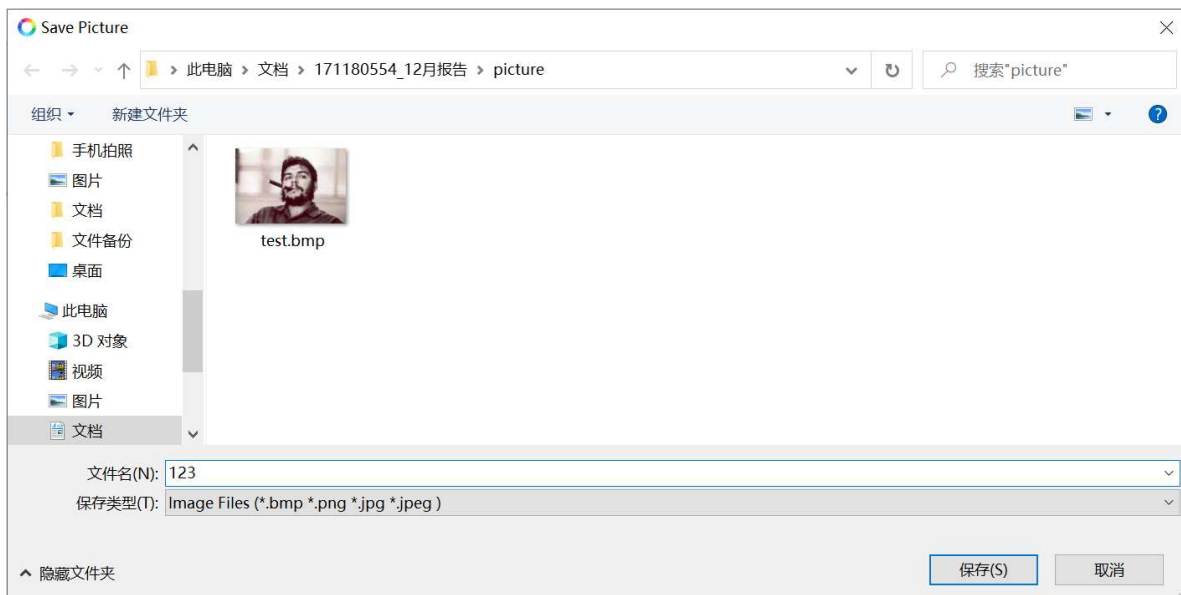 Save Picture
此电脑 > 文档 > 171180554_12月报告 > picture
搜索"picture"
组织
新建文件夹
手机拍照
图片
文档
文件备份
桌面
此电脑
3D 对象
视频
图片
文档
test.bmp
文件名(N): 123
保存类型(T): Image Files (*.bmp *.png *.jpg *.jpeg )
隐藏文件夹
保存(S)
取消